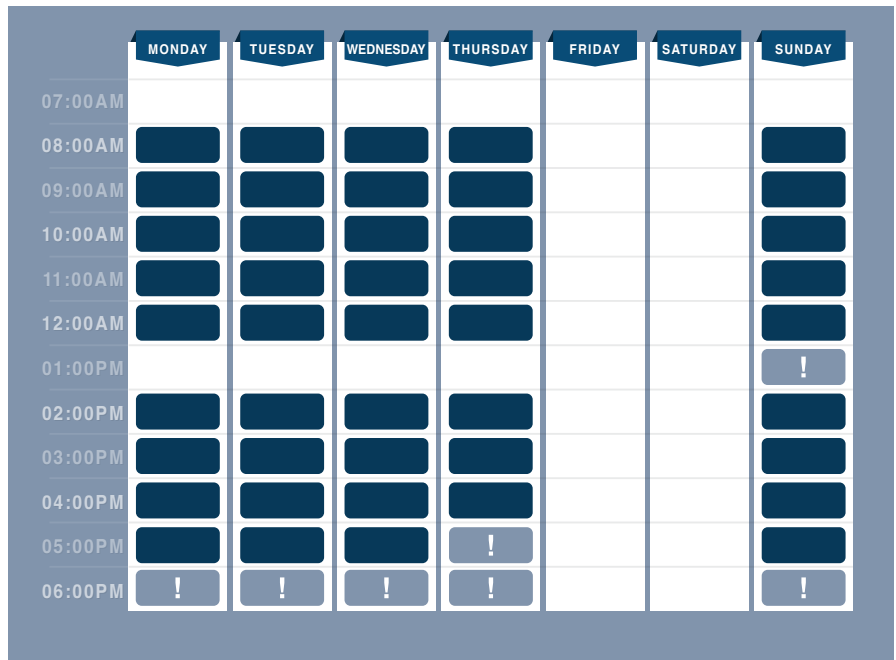 MONDAY TUESDAY WEDNESDAY THURSDAY FRIDAY SATURDAY SUNDAY
07:00AM
08:00AM
09:00AM
10:00AM
11:00AM
12:00AM
01:00PM !
02:00PM
03:00PM
04:00PM
05:00PM !
06:00PM ! ! ! ! !